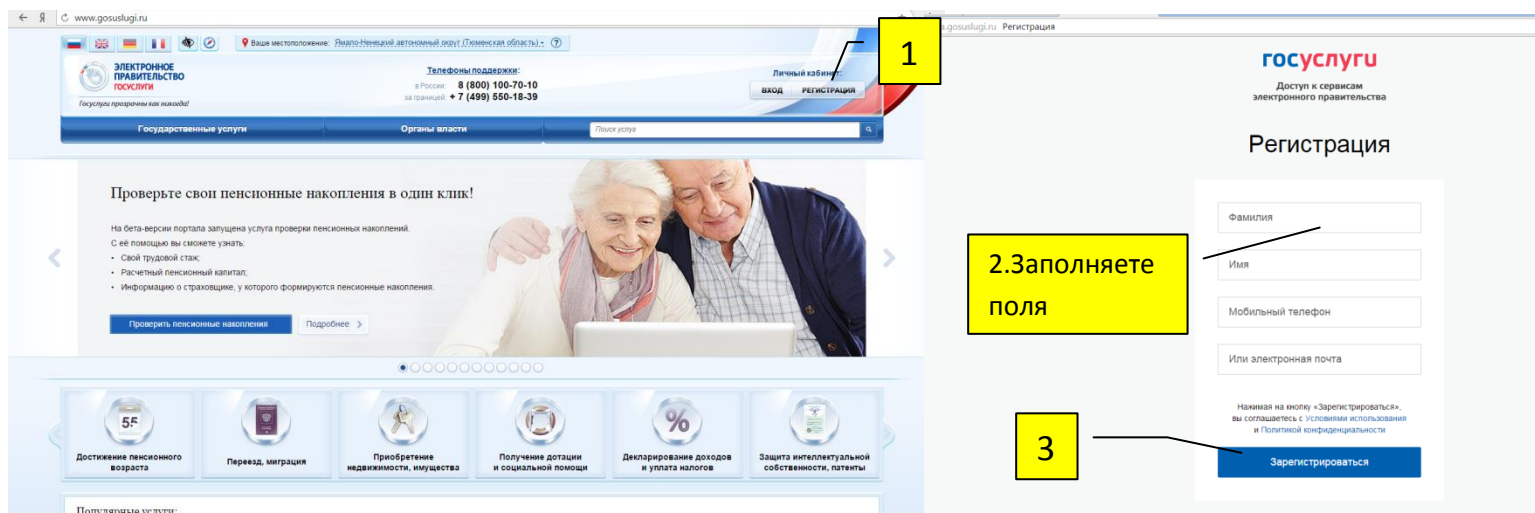 www.gosuslugi.ru
Ваше местоположение: Ямало-Ненецкий автономный округ (Тюменская область)
ЭЛЕКТРОННОЕ
ПРАВИТЕЛЬСТВО
ГОСУСЛУГИ
Госуслуги прозрачны как никогда!
Телефоны поддержки:
в России: 8 (800) 100-70-10
за границей: + 7 (499) 550-18-39
Личный кабинет:
ВХОД РЕГИСТРАЦИЯ
1
Государственные услуги
Органы власти
Поиск услуг
Проверьте свои пенсионные накопления в один клик!
На бета-версии портала запущена услуга проверки пенсионных накоплений.
С её помощью вы сможете узнать:
• Свой трудовой стаж;
• Расчетный пенсионный капитал;
• Информацию о страховщике, у которого формируются пенсионные накопления.
Проверить пенсионные накопления
Подробнее
55
Достижение пенсионного
возраста
Переезд, миграция
Приобретение
недвижимости, имущества
Получение дотации
и социальной помощи
%
Декларирование доходов
и уплата налогов
Защита интеллектуальной
собственности, патенты
Популярные услуги:
.gosuslugi.ru Регистрация
госуслуги
Доступ к сервисам
электронного правительства
Регистрация
Фамилия
Имя
Мобильный телефон
Или электронная почта
2.Заполняете
поля
Нажимая на кнопку «Зарегистрироваться»,
вы соглашаетесь с Условиями использования
и Политикой конфиденциальности
3
Зарегистрироваться